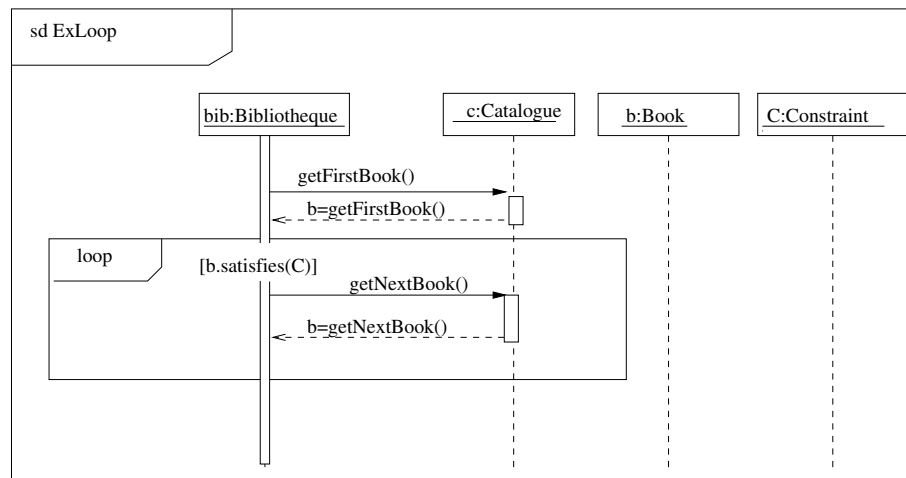 sd ExLoop
bib:Bibliotheque
c:Catalogue
b:Book
C:Constraint
getFirstBook()
b=getFirstBook()
loop
[b.satisfies(C)]
getNextBook()
b=getNextBook()